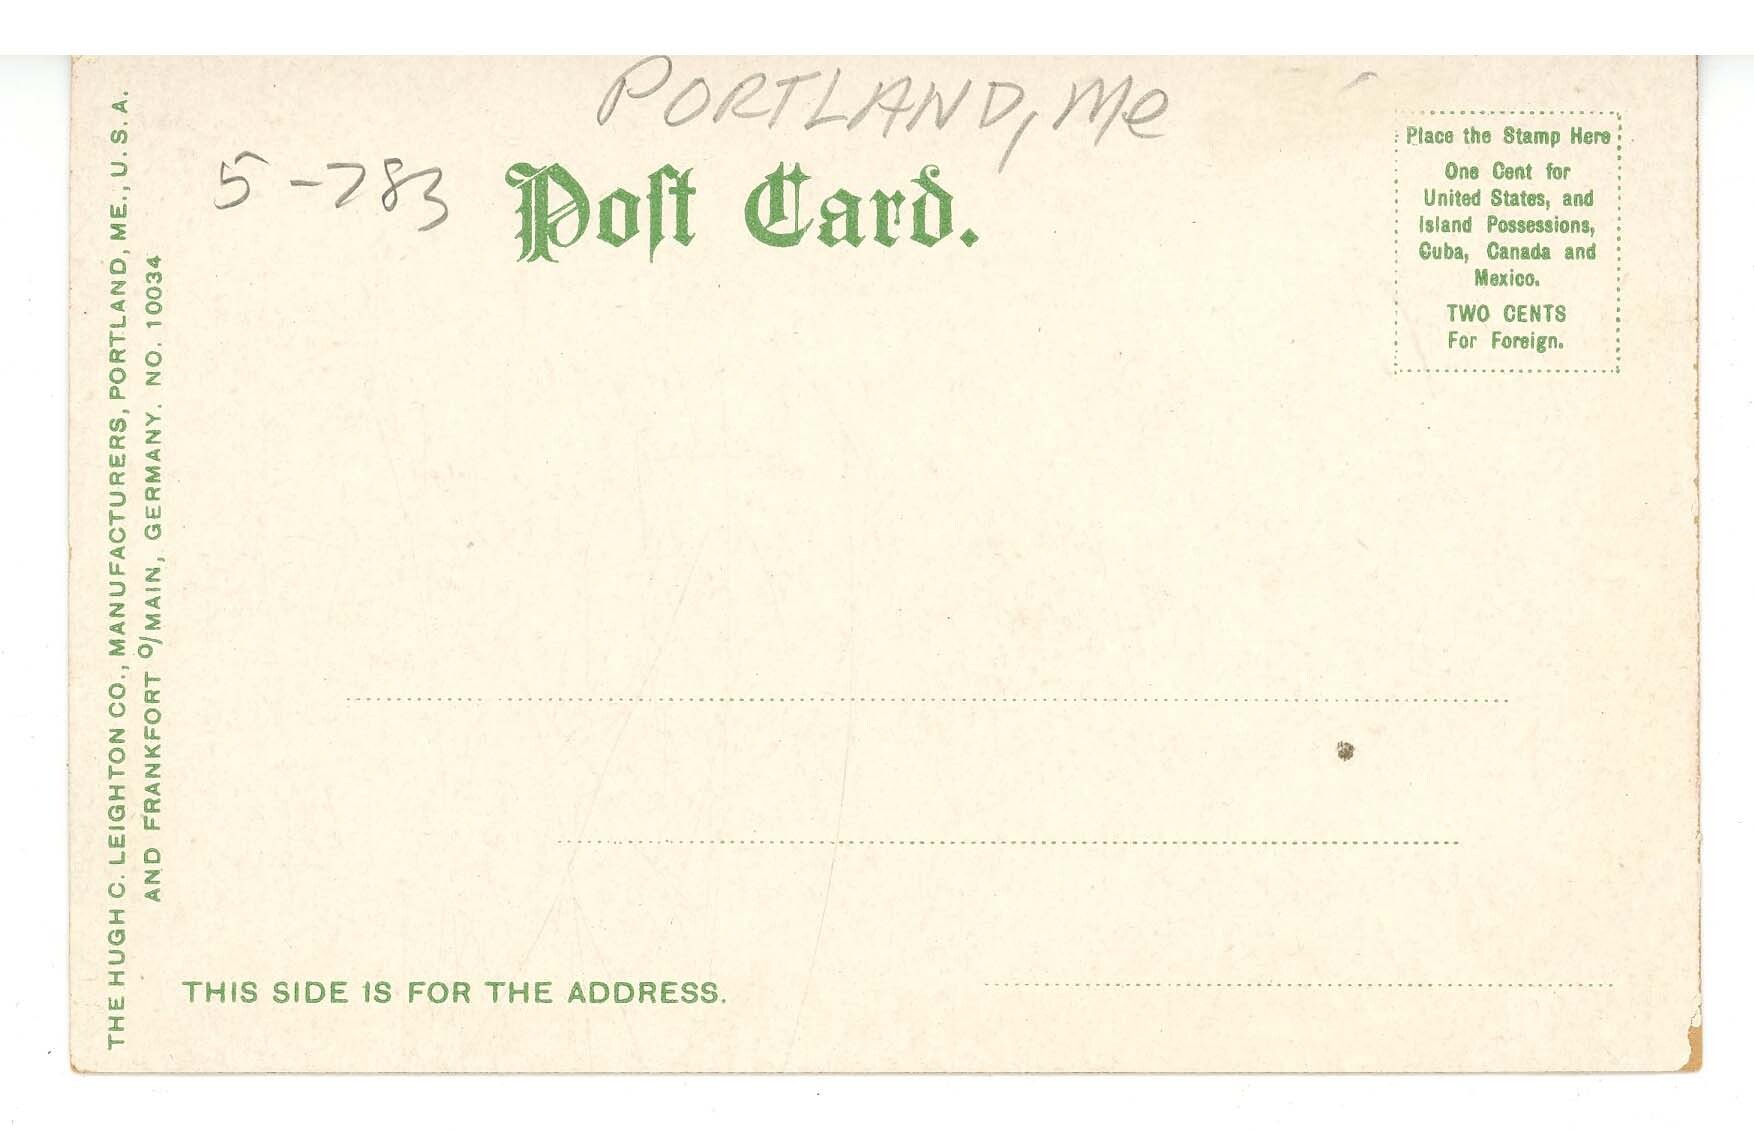 PORTLAND, Me
5-783
Poſt Card.
Place the Stamp Here
One Cent for
United States, and
Island Possessions,
Cuba, Canada and
Mexico.
TWO CENTS
For Foreign.
THE HUGH C. LEIGHTON CO., MANUFACTURERS, PORTLAND, ME., U. S. A.
AND FRANKFORT o/MAIN, GERMANY. NO. 10034
THIS SIDE IS FOR THE ADDRESS.